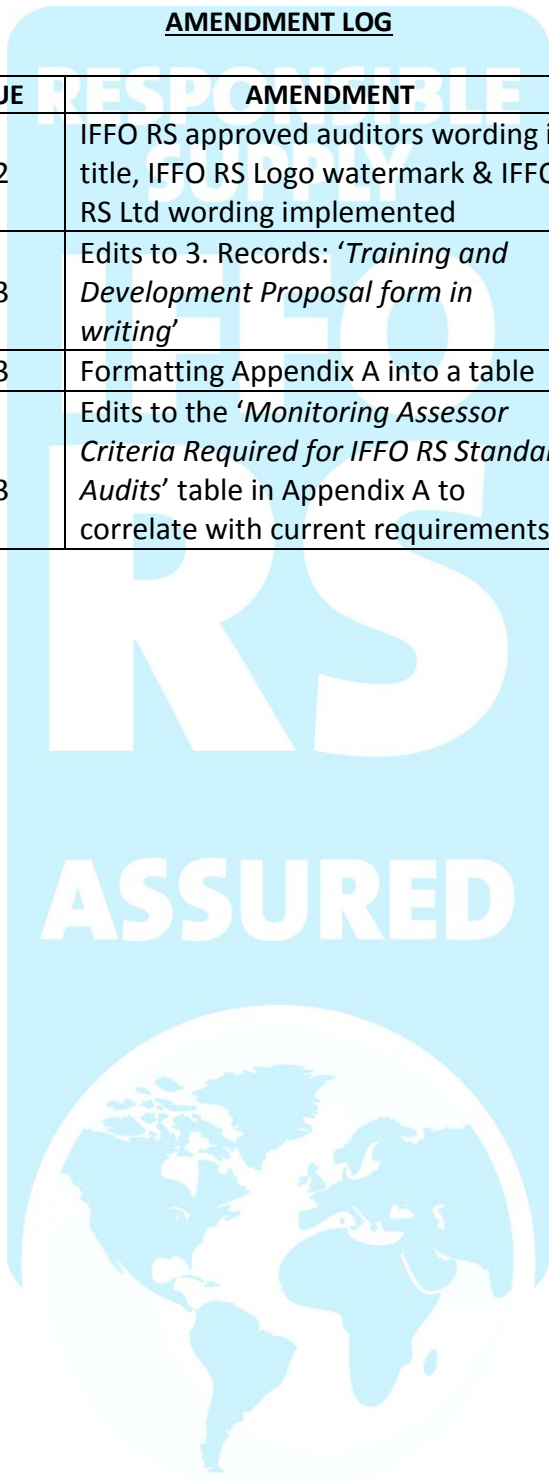 AMENDMENT LOG
UE AMENDMENT
2 IFFO RS approved auditors wording i
title, IFFO RS Logo watermark & IFFO
RS Ltd wording implemented
3 Edits to 3. Records: ‘Training and
Development Proposal form in
writing’
3 Formatting Appendix A into a table
3 Edits to the ‘Monitoring Assessor
Criteria Required for IFFO RS Standar
Audits’ table in Appendix A to
correlate with current requirements
RESPONSIBLE
SUPPLY
IFFO
RS
ASSURED